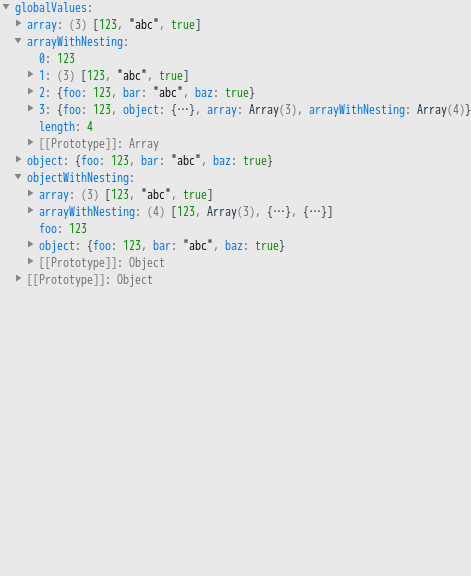 globalValues:
array: (3) [123, "abc", true]
arrayWithNesting:
0: 123
1: (3) [123, "abc", true]
2: {foo: 123, bar: "abc", baz: true}
3: {foo: 123, object: {…}, array: Array(3), arrayWithNesting: Array(4)}
length: 4
[[Prototype]]: Array
object: {foo: 123, bar: "abc", baz: true}
objectWithNesting:
array: (3) [123, "abc", true]
arrayWithNesting: (4) [123, Array(3), {…}, {…}]
foo: 123
object: {foo: 123, bar: "abc", baz: true}
[[Prototype]]: Object
[[Prototype]]: Object